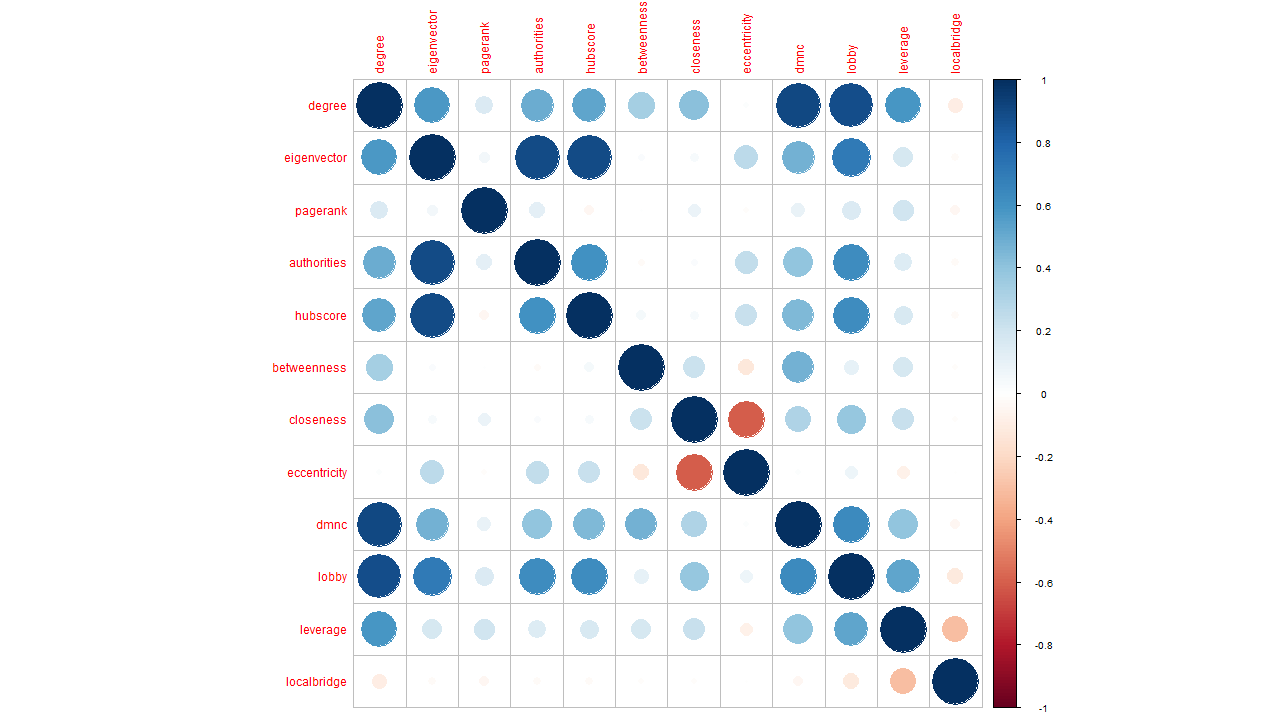 degree
eigenvector
pagerank
authorities
hubscore
betweenness
closeness
eccentricity
dmnc
lobby
leverage
localbridge
degree
eigenvector
pagerank
authorities
hubscore
betweenness
closeness
eccentricity
dmnc
lobby
leverage
localbridge
1
0.8
0.6
0.4
0.2
0
-0.2
-0.4
-0.6
-0.8
-1